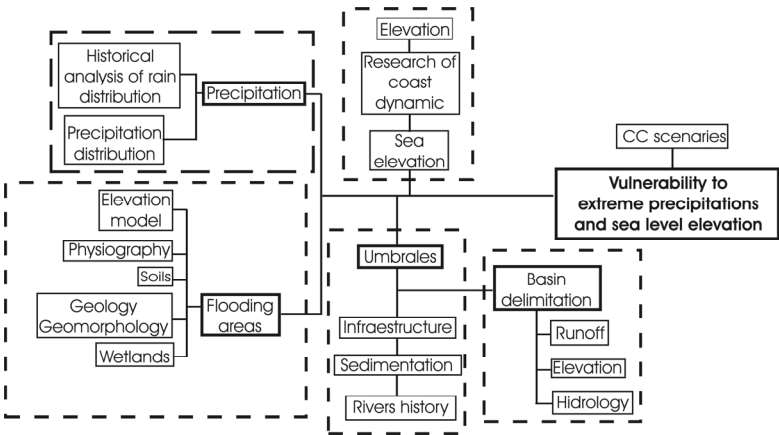 Historical
analysis of rain
distribution
Precipitation
distribution
Precipitation
Elevation
Research of
coast
dynamic
Sea
elevation
CC scenaries
Vulnerability to
extreme precipitations
and sea level elevation
Elevation
model
Physiography
Soils
Geology
Geomorphology
Wetlands
Flooding
areas
Umbrales
Infraestructure
Sedimentation
Rivers history
Basin
delimitation
Runoff
Elevation
Hidrology